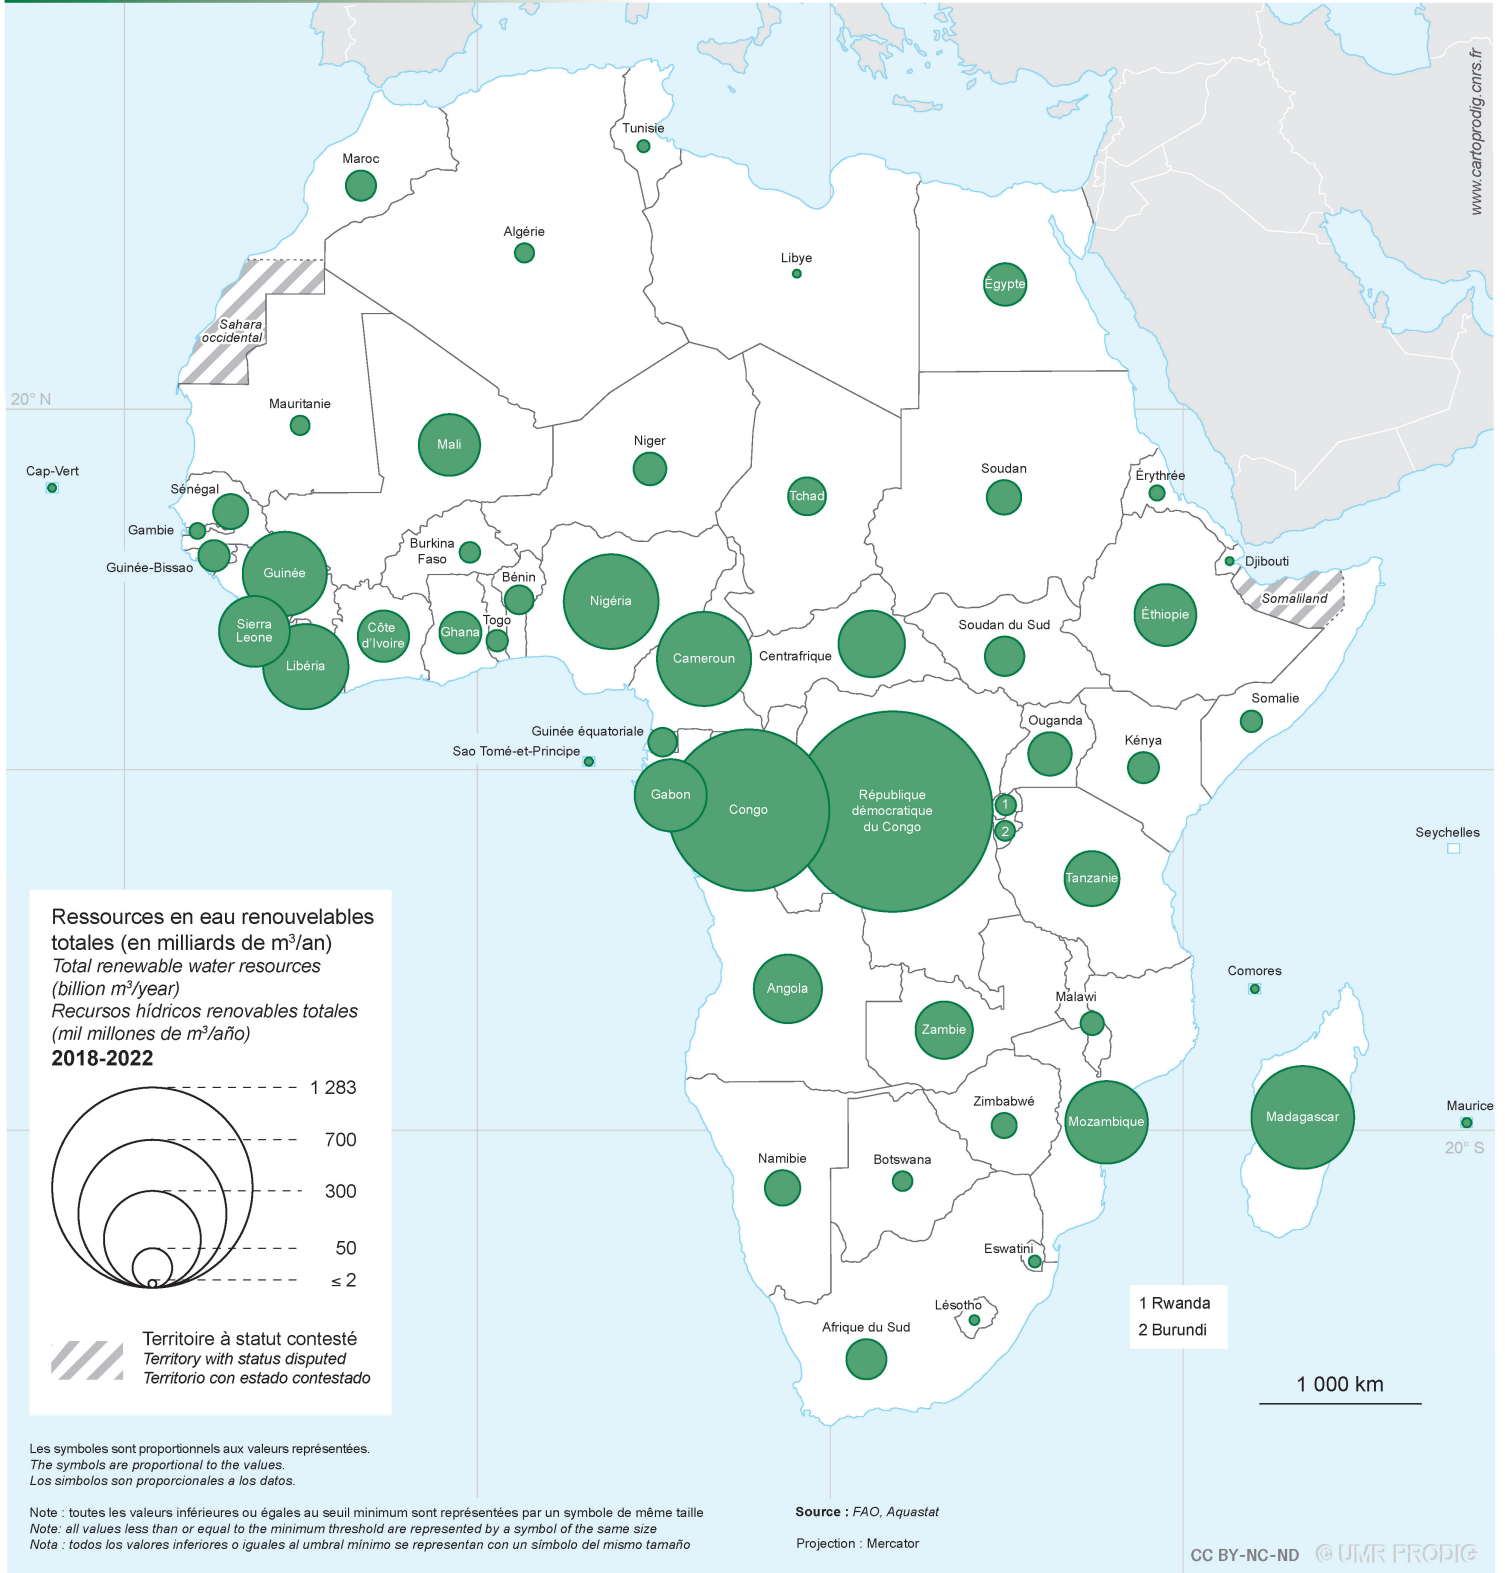 www.cartoprodig.cnrs.fr
Tunisie
Maroc
Algérie
Libye
Égypte
Sahara
occidental
20° N
Mauritanie
Mali
Niger
Tchad
Soudan
Érythrée
Cap-Vert
Sénégal
Gambie
Guinée-Bissao
Guinée
Burkina
Faso
Bénin
Togo
Nigéria
Djibouti
Somaliland
Éthiopie
Sierra
Leone
Libéria
Côte
d'Ivoire
Ghana
Cameroun
Centrafrique
Soudan du Sud
Somalie
Guinée équatoriale
Sao Tomé-et-Principe
Ouganda
Kénya
Gabon
Congo
République
démocratique
du Congo
1
2
Seychelles
Tanzanie
Angola
Zambie
Malawi
Comores
Mozambique
Madagascar
Maurice
20° S
Zimbabwé
Namibie
Botswana
Eswatini
Lésotho
Afrique du Sud
1 Rwanda
2 Burundi
1 000 km
Ressources en eau renouvelables
totales (en milliards de m³/an)
Total renewable water resources
(billion m³/year)
Recursos hídricos renovables totales
(mil millones de m³/año)
2018-2022
1 283
700
300
50
≤ 2
Territoire à statut contesté
Territory with status disputed
Territorio con estado contestado
Les symboles sont proportionnels aux valeurs représentées.
The symbols are proportional to the values.
Los simbolos son proporcionales a los datos.
Note : toutes les valeurs inférieures ou égales au seuil minimum sont représentées par un symbole de même taille
Note: all values less than or equal to the minimum threshold are represented by a symbol of the same size
Nota : todos los valores inferiores o iguales al umbral mínimo se representan con un símbolo del mismo tamaño
Source : FAO, Aquastat
Projection : Mercator
CC BY-NC-ND © UMR PRODIG